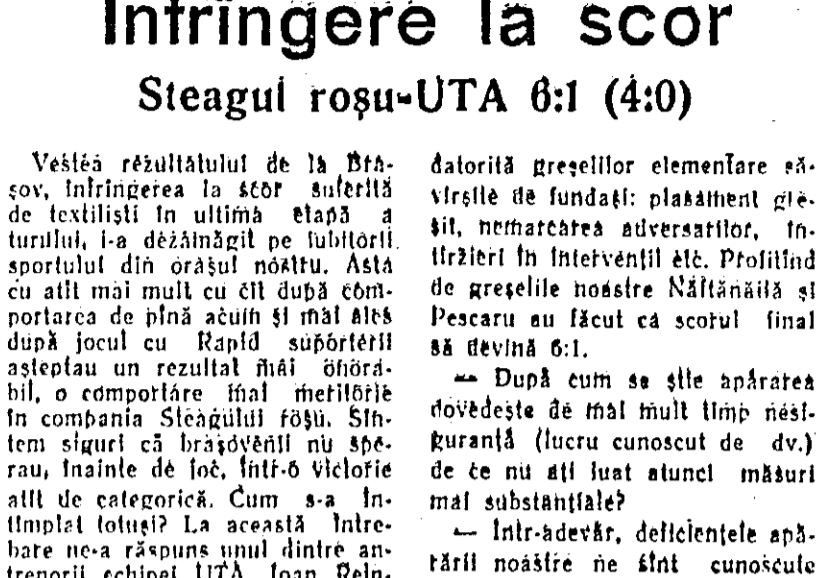 Infrîngere la scor
Steagul roşu-UTA 6:1 (4:0)
Vestea rezultatului de la Bra-
şov, înfrîngerea la scor suferită
de textilişti în ultima etapă a
turului, i-a dezamăgit pe iubitorii
sportului din oraşul nostru. Asta
cu atît mai mult cu cît după com-
portarea de pînă acum şi mai ales
după jocul cu Rapid suporterii
aşteptau un rezultat mai onora-
bil, o comportare mai meritorie
în compania Steagului roşu. Sîn-
tem siguri că braşovenii nu spe-
rau, înainte de joc, într-o victorie
atît de categorică. Cum s-a în-
tîmplat totuşi? La această între-
bare ne-a răspuns unul dintre an-
trenorii echipei UTA, Ioan Rein-
datorită greşelilor elementare să-
vîrşite de fundaşi: plasament gre-
şit, nemarcarea adversarilor, în-
tîrzieri în intervenţii etc. Profitînd
de greşelile noastre Năftănăilă şi
Pescaru au făcut ca scorul final
să devină 6:1.
— După cum se ştie apărarea
dovedeşte de mai mult timp nesi-
guranţă (lucru cunoscut de dv.)
de ce nu aţi luat atunci măsuri
mai substanţiale?
— Intr-adevăr, deficienţele apă-
rării noastre ne sînt cunoscute